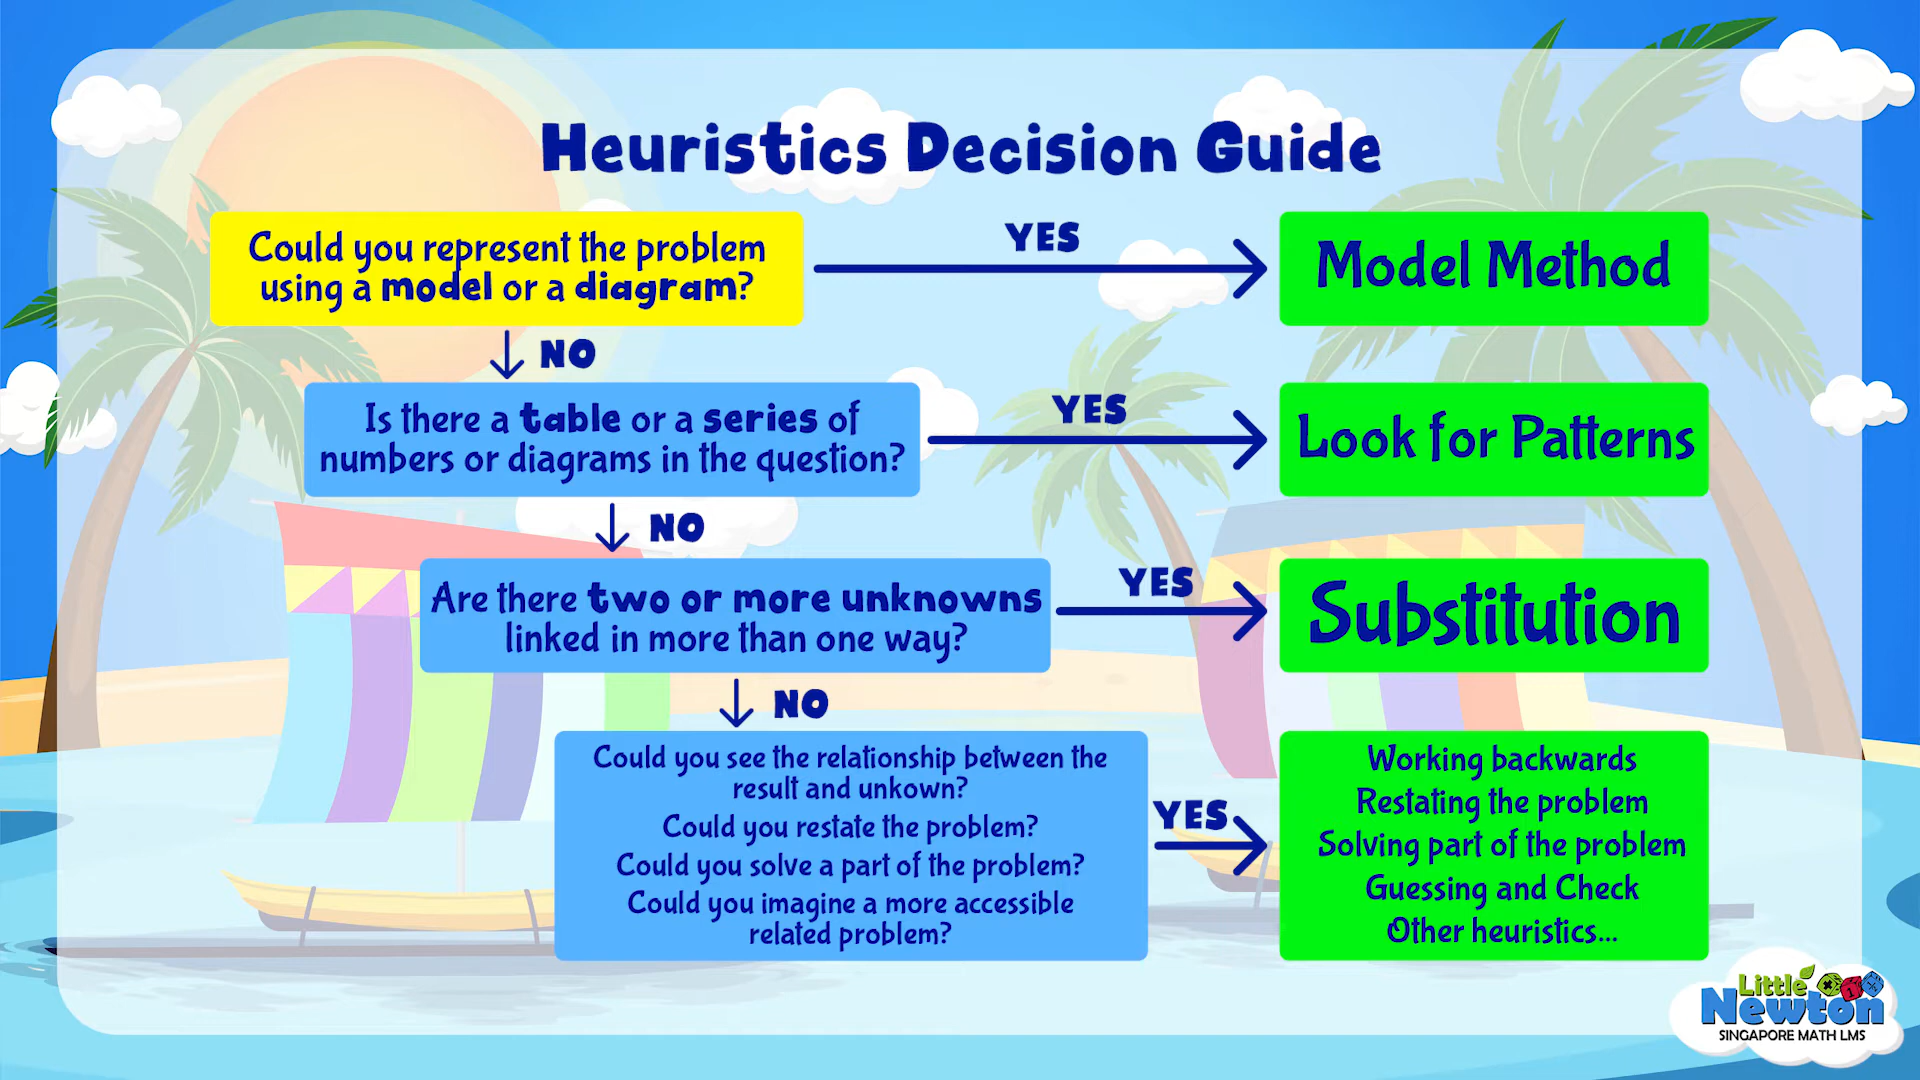 Heuristics Decision Guide
Could you represent the problem
using a model or a diagram?
YES
Model Method
NO
Is there a table or a series of
numbers or diagrams in the question?
YES
Look for Patterns
NO
Are there two or more unknowns
linked in more than one way?
YES
Substitution
NO
Could you see the relationship between the
result and unkown?
Could you restate the problem?
Could you solve a part of the problem?
Could you imagine a more accessible
related problem?
YES
Working backwards
Restating the problem
Solving part of the problem
Guessing and Check
Other heuristics...
Little
Newton
SINGAPORE MATH LMS